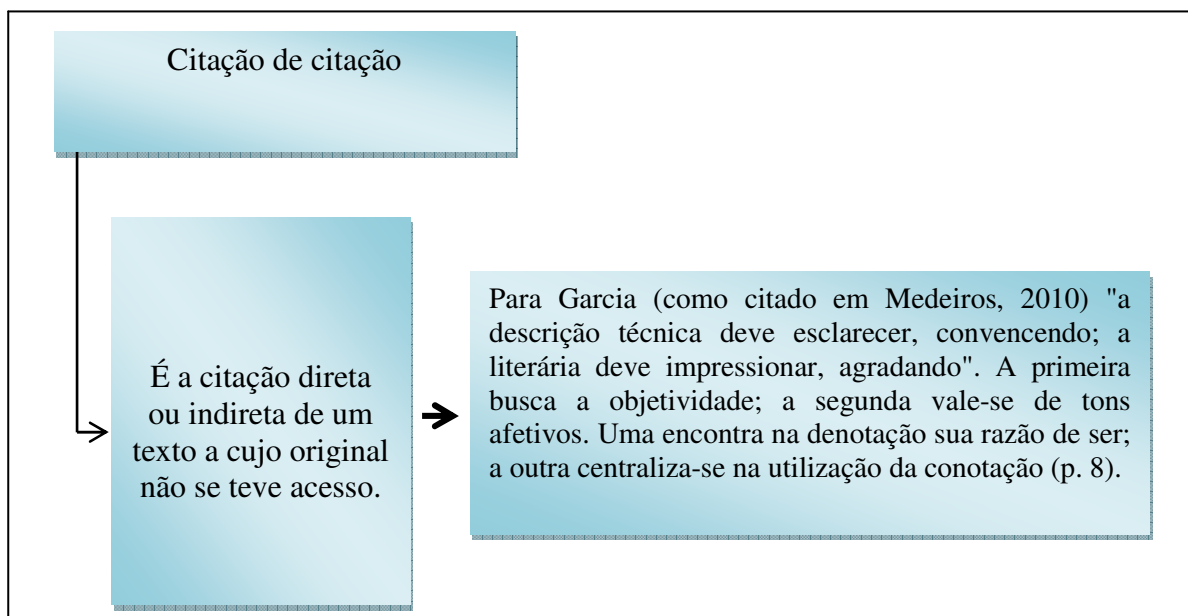 Citação de citação
É a citação direta
ou indireta de um
texto a cujo original
não se teve acesso.
Para Garcia (como citado em Medeiros, 2010) "a
descrição técnica deve esclarecer, convencendo; a
literária deve impressionar, agradando". A primeira
busca a objetividade; a segunda vale-se de tons
afetivos. Uma encontra na denotação sua razão de ser;
a outra centraliza-se na utilização da conotação (p. 8).